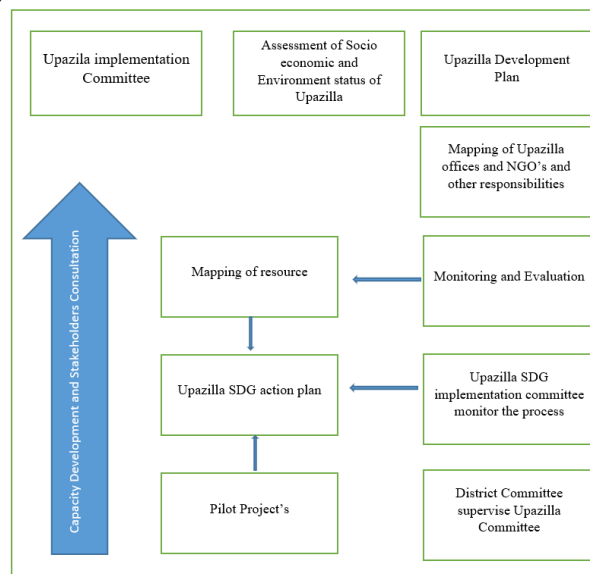 Upazila implementation
Committee
Assessment of Socio
economic and
Environment status of
Upazilla
Upazilla Development
Plan
Mapping of Upazilla
offices and NGO's and
other responsibilities
Capacity Development and Stakeholders Consultation
Mapping of resource
Monitoring and Evaluation
Upazilla SDG action plan
Upazilla SDG
implementation committee
monitor the process
Pilot Project's
District Committee
supervise Upazilla
Committee